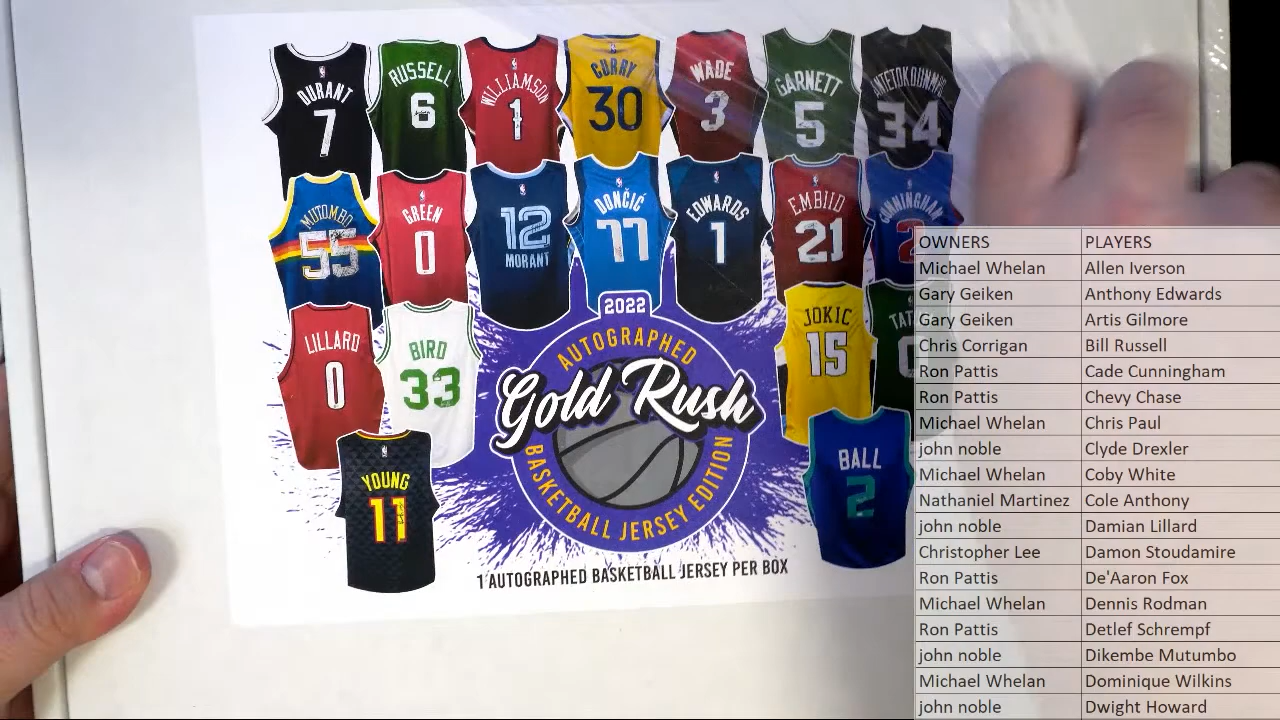 DURANT
7
RUSSELL
6
WILLIAMSON
1
CURRY
30
WADE
3
GARNETT
5
ANTETOKOUNMPO
34
MUTOMBO
55
GREEN
0
12
MORANT
DONČIĆ
77
EDWARDS
1
EMBIID
21
CUNNINGHAM
2
LILLARD
0
BIRD
33
JOKIC
15
TAT
0
YOUNG
11
BALL
2
2022
AUTOGRAPHED
Gold Rush
BASKETBALL JERSEY EDITION
1 AUTOGRAPHED BASKETBALL JERSEY PER BOX
OWNERS PLAYERS
Michael Whelan Allen Iverson
Gary Geiken Anthony Edwards
Gary Geiken Artis Gilmore
Chris Corrigan Bill Russell
Ron Pattis Cade Cunningham
Ron Pattis Chevy Chase
Michael Whelan Chris Paul
john noble Clyde Drexler
Michael Whelan Coby White
Nathaniel Martinez Cole Anthony
john noble Damian Lillard
Christopher Lee Damon Stoudamire
Ron Pattis De'Aaron Fox
Michael Whelan Dennis Rodman
Ron Pattis Detlef Schrempf
john noble Dikembe Mutumbo
Michael Whelan Dominique Wilkins
john noble Dwight Howard